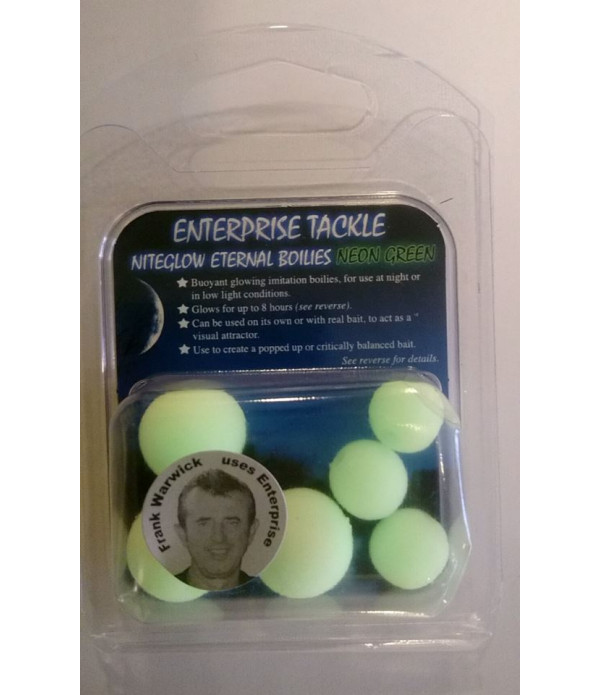 ENTERPRISE TACKLE
NITEGLOW ETERNAL BOILIES NEON GREEN
★ Buoyant glowing imitation boilies, for use at night or
in low light conditions.
★ Glows for up to 8 hours (see reverse).
★ Can be used on its own or with real bait, to act as a
visual attractor.
★ Use to create a popped up or critically balanced bait.
See reverse for details.
Frank Warwick uses Enterprise